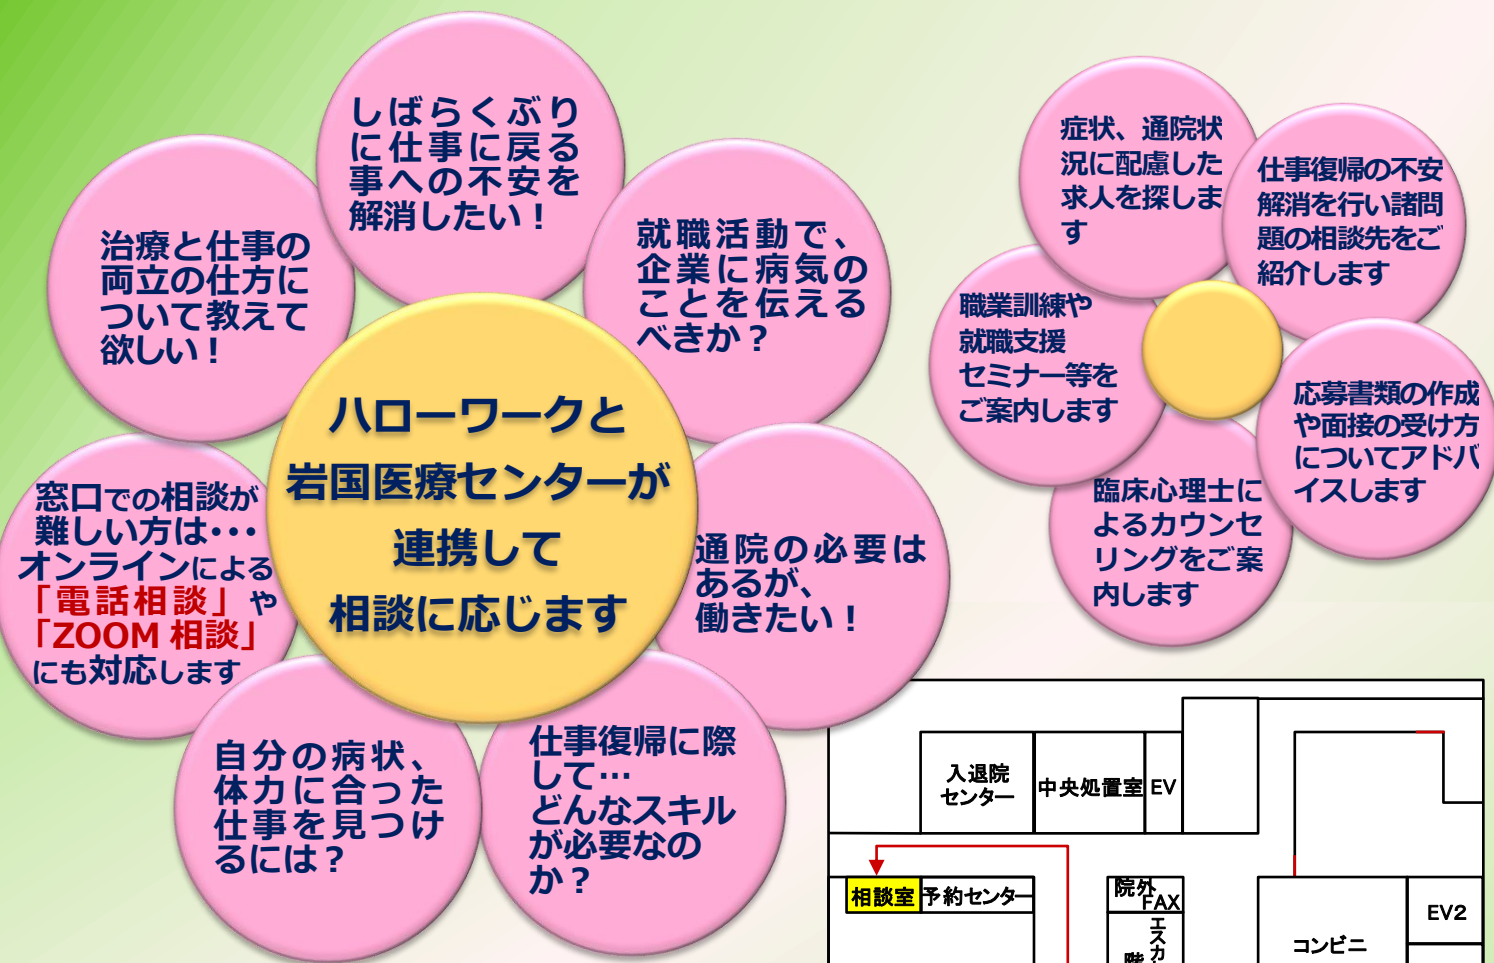 しばらくぶり
に仕事に戻る
事への不安を
解消したい！
治療と仕事の
両立の仕方に
ついて教えて
欲しい！
就職活動で、
企業に病気の
ことを伝える
べきか？
ハローワークと
岩国医療センターが
連携して
相談に応じます
窓口での相談が
難しい方は･･･
オンラインによる
「電話相談」や
「ZOOM 相談」
にも対応します
通院の必要は
あるが、
働きたい！
自分の病状、
体力に合った
仕事を見つけ
るには？
仕事復帰に際
して…
どんなスキル
が必要なの
か？
症状、通院状
況に配慮した
求人を探しま
す
仕事復帰の不安
解消を行い諸問
題の相談先をご
紹介します
職業訓練や
就職支援
セミナー等を
ご案内します
応募書類の作成
や面接の受け方
についてアドバ
イスします
臨床心理士に
よるカウンセ
リングをご案
内します
入退院
センター
中央処置室
EV
相談室
予約センター
院外
FAX
エスカ
階
コンビニ
EV2